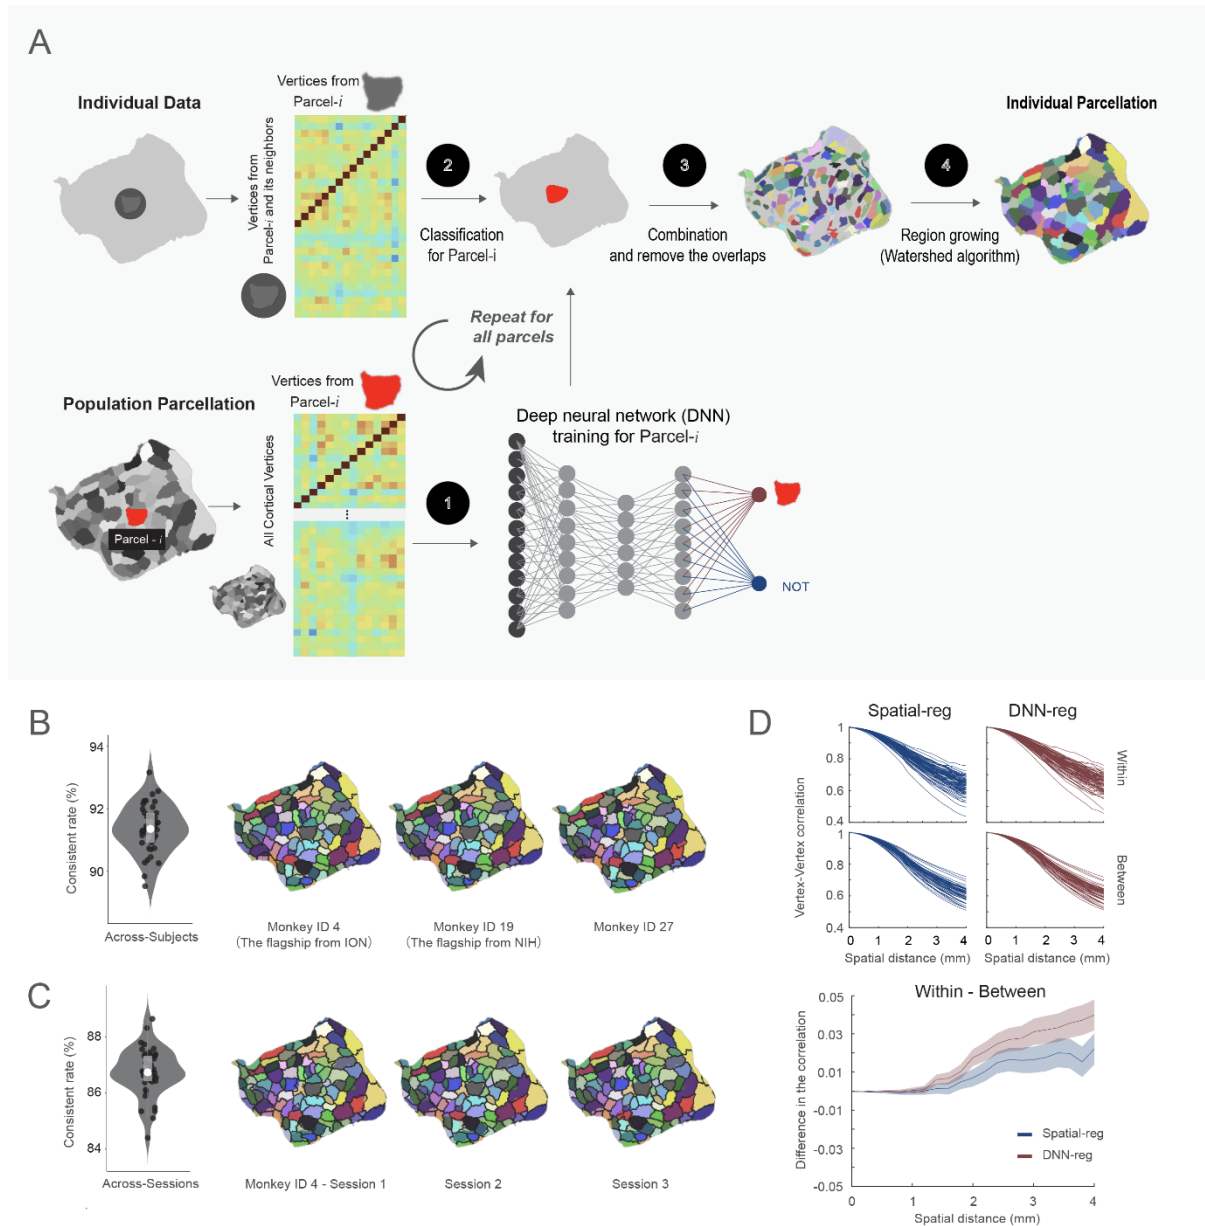 A
Individual Data
Vertices from
Parcel-i
Vertices from
Parcel-i and its neighbors
2
Classification
for Parcel-i
3
Combination
and remove the overlaps
4
Region growing
(Watershed algorithm)
Individual Parcellation
Repeat for
all parcels
Population Parcellation
Parcel - i
Vertices from
Parcel-i
All Cortical Vertices
1
Deep neural network (DNN)
training for Parcel-i
NOT
B
Consistent rate (%)
94
92
90
Across-Subjects
Monkey ID 4
(The flagship from ION)
Monkey ID 19
(The flagship from NIH)
Monkey ID 27
C
Consistent rate (%)
88
86
84
Across-Sessions
Monkey ID 4 - Session 1
Session 2
Session 3
D
Spatial-reg
DNN-reg
Vertex-Vertex correlation
1
0.8
0.6
0.4
Within
1
0.8
0.6
0.4
Between
0 1 2 3 4
0 1 2 3 4
Spatial distance (mm)
Spatial distance (mm)
Within - Between
Difference in the correlation
0.05
0.03
0.01
-0.01
-0.03
-0.05
Spatial-reg
DNN-reg
0 1 2 3 4
Spatial distance (mm)